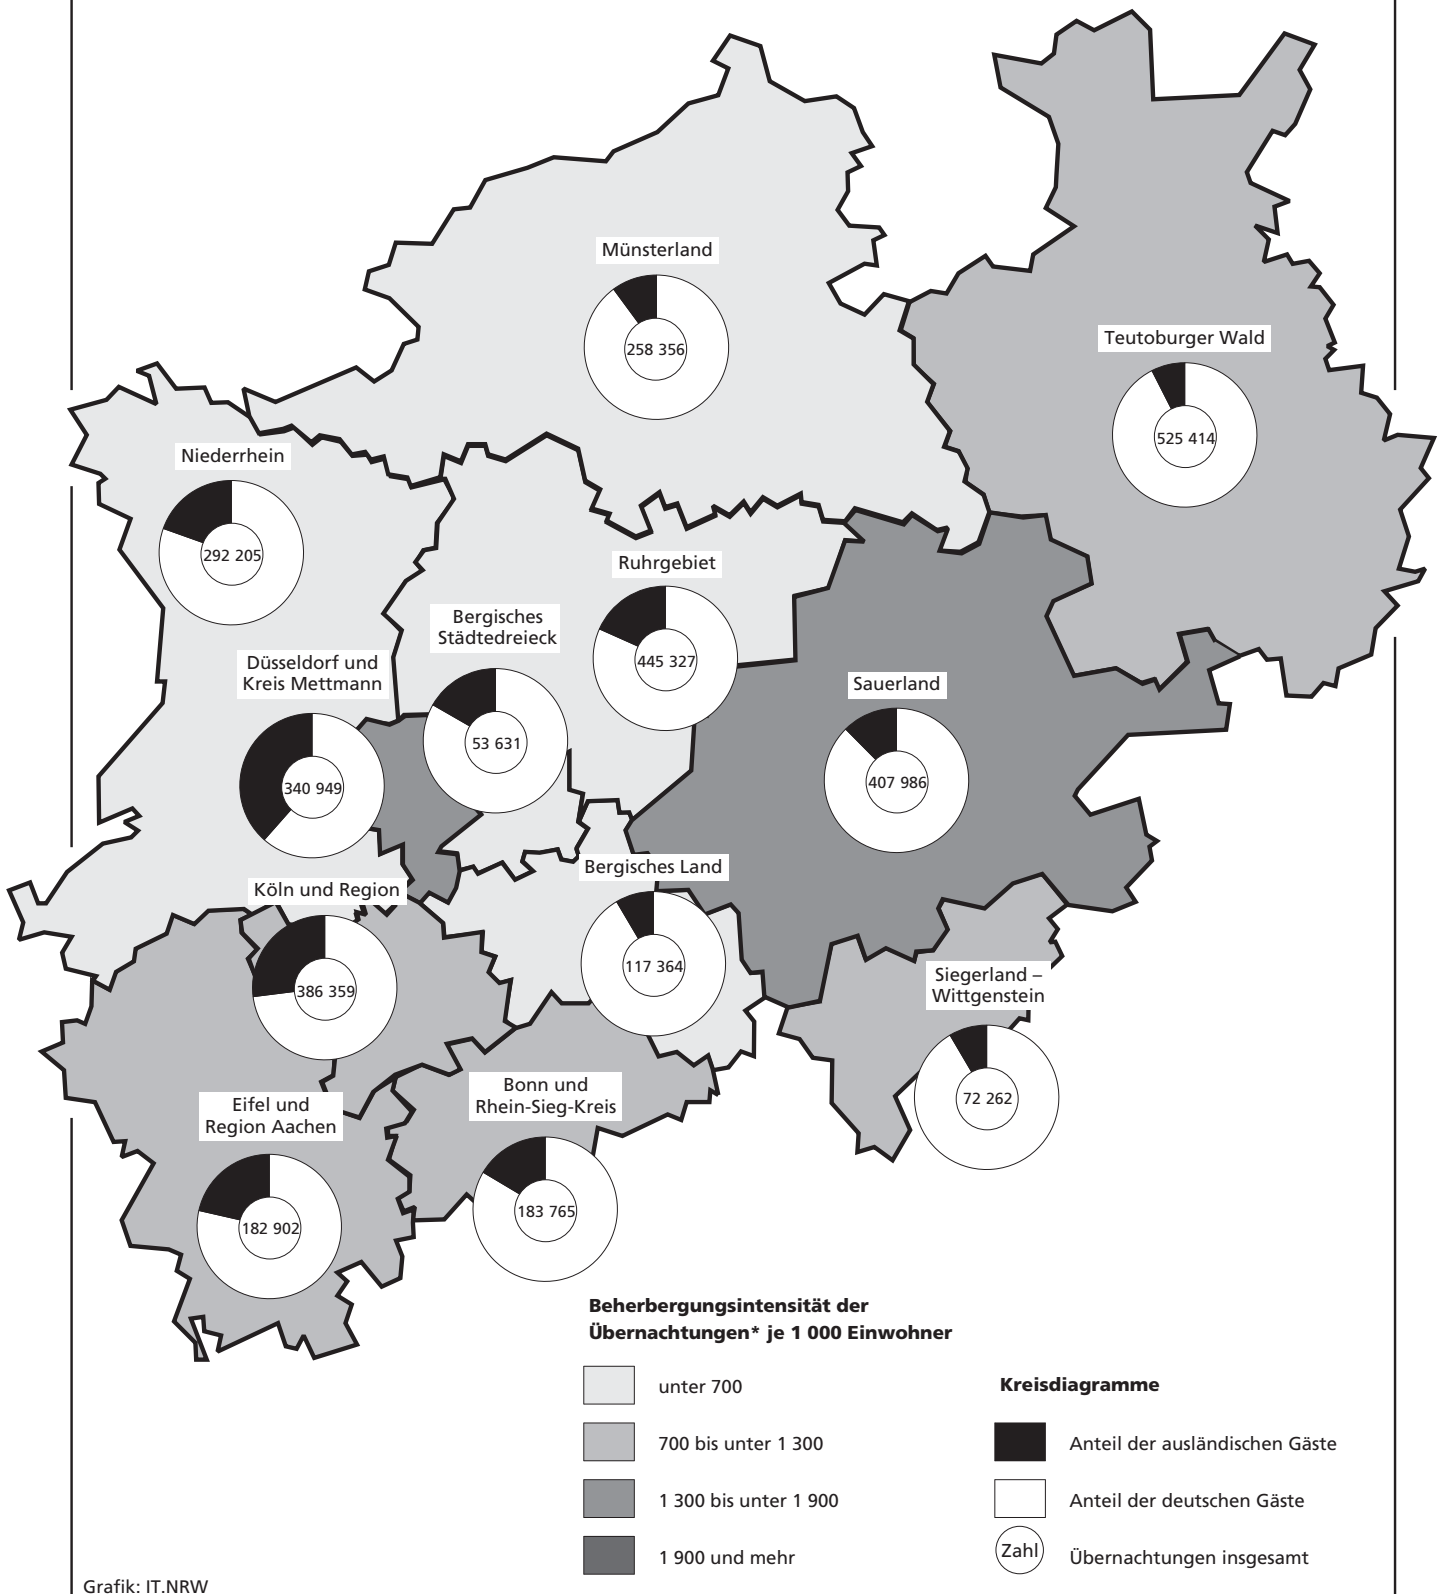 Münsterland
258 356
Teutoburger Wald
525 414
Niederrhein
292 205
Ruhrgebiet
445 327
Bergisches
Städtedreieck
53 631
Düsseldorf und
Kreis Mettmann
340 949
Sauerland
407 986
Bergisches Land
117 364
Köln und Region
386 359
Siegerland –
Wittgenstein
72 262
Bonn und
Rhein-Sieg-Kreis
183 765
Eifel und
Region Aachen
182 902
Beherbergungsintensität der
Übernachtungen* je 1 000 Einwohner
unter 700
700 bis unter 1 300
1 300 bis unter 1 900
1 900 und mehr
Kreisdiagramme
Anteil der ausländischen Gäste
Anteil der deutschen Gäste
Zahl
Übernachtungen insgesamt
Grafik: IT.NRW